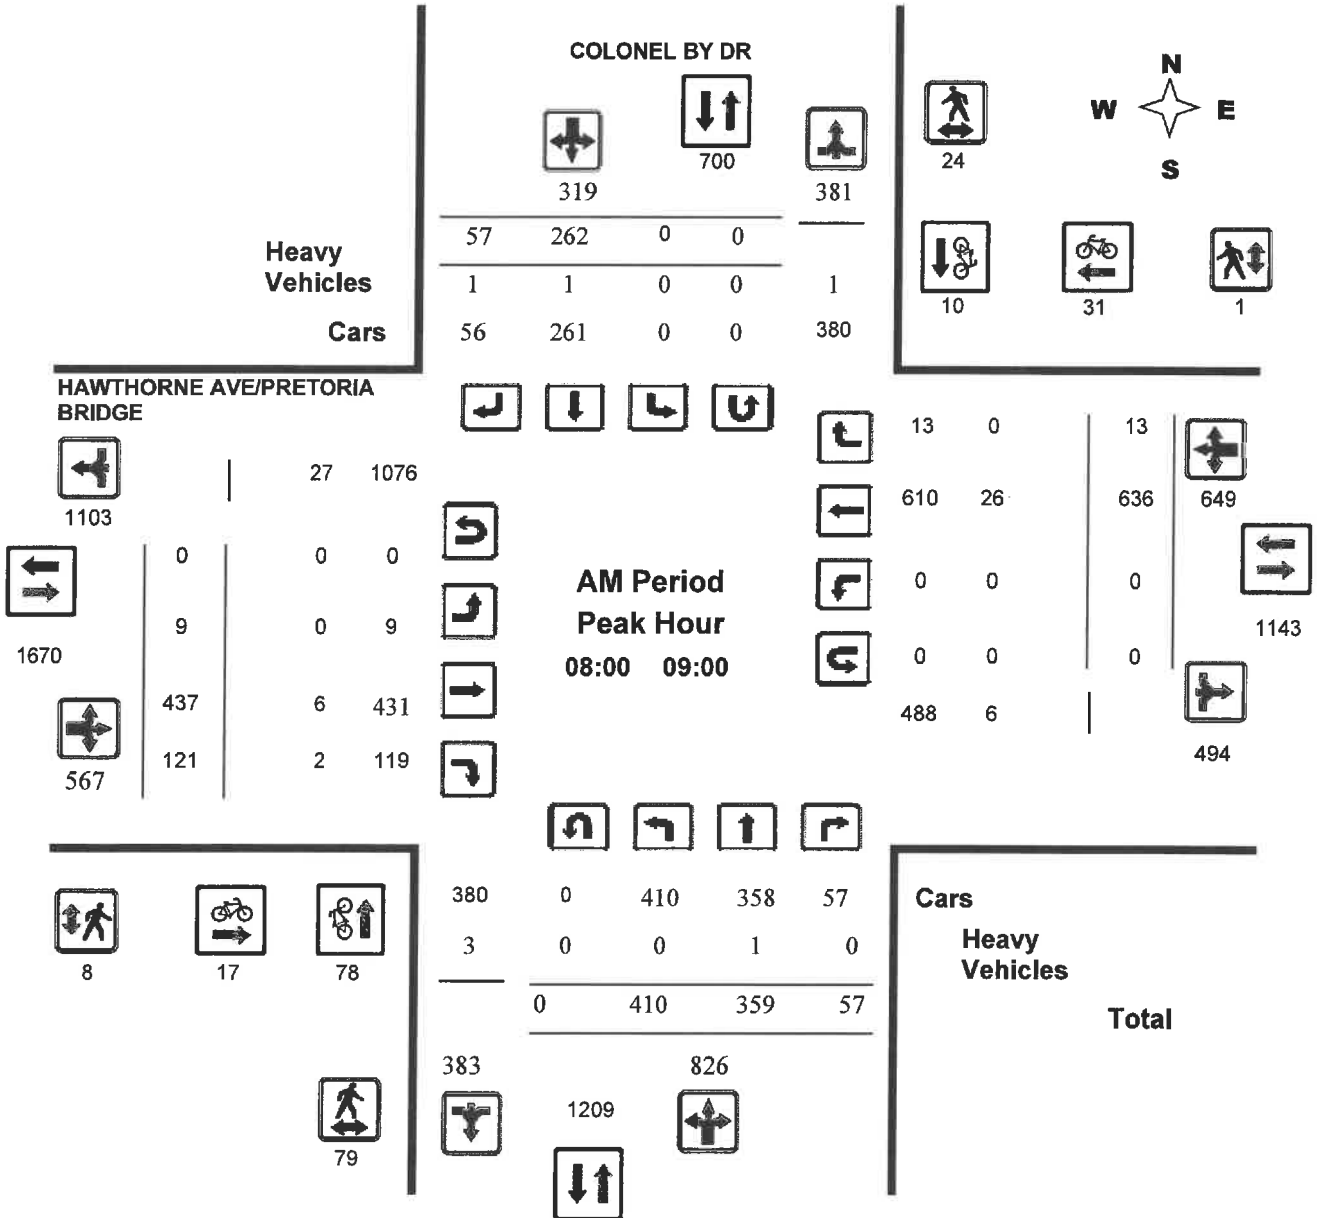 COLONEL BY DR
N
W E
S
700
24
319
381
57 262 0 0
Heavy
Vehicles
1 1 0 0 1
10 31 1
Cars
56 261 0 0 380
HAWTHORNE AVE/PRETORIA
BRIDGE
13 0 13
27 1076
1103
610 26 636 649
0 0 0
AM Period
Peak Hour
08:00 09:00
0 0 0
9 0 9
1143
1670
0 0 0
437 6 431
488 6
494
121 2 119
567
380 0 410 358 57
Cars
3 0 0 1 0
Heavy
Vehicles
8 17 78
0 410 359 57
Total
383 826
1209
79